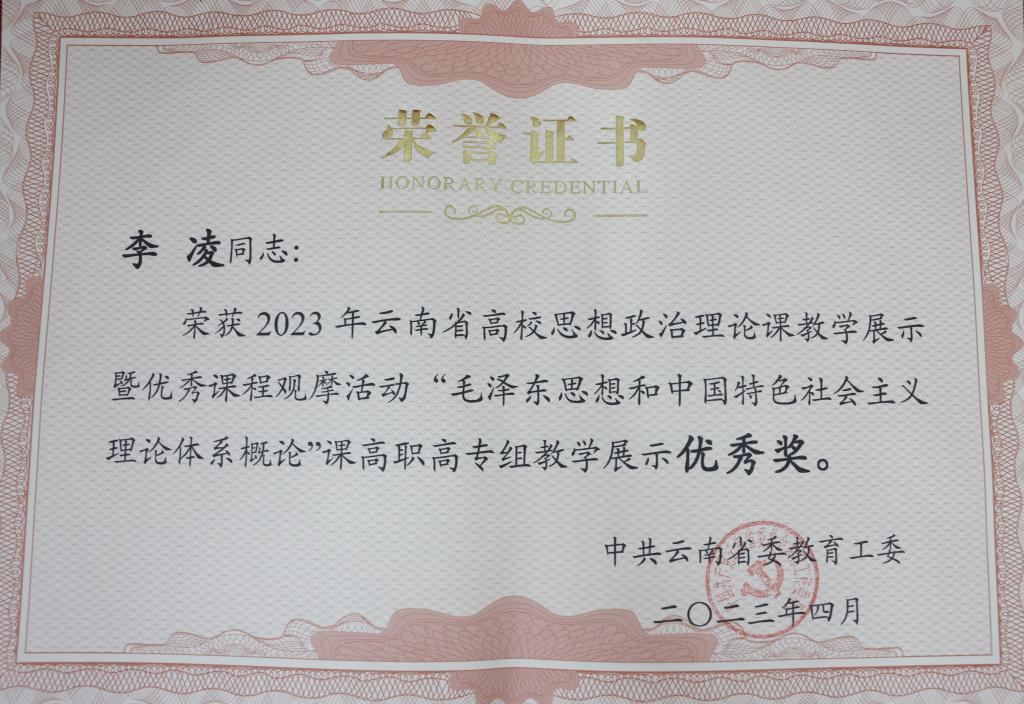 荣誉证书
HONORARY CREDENTIAL
李 凌同志:
荣获 2023 年云南省高校思想政治理论课教学展示
暨优秀课程观摩活动“毛泽东思想和中国特色社会主义
理论体系概论”课高职高专组教学展示优秀奖。
中共云南省委教育工委
二〇二三年四月